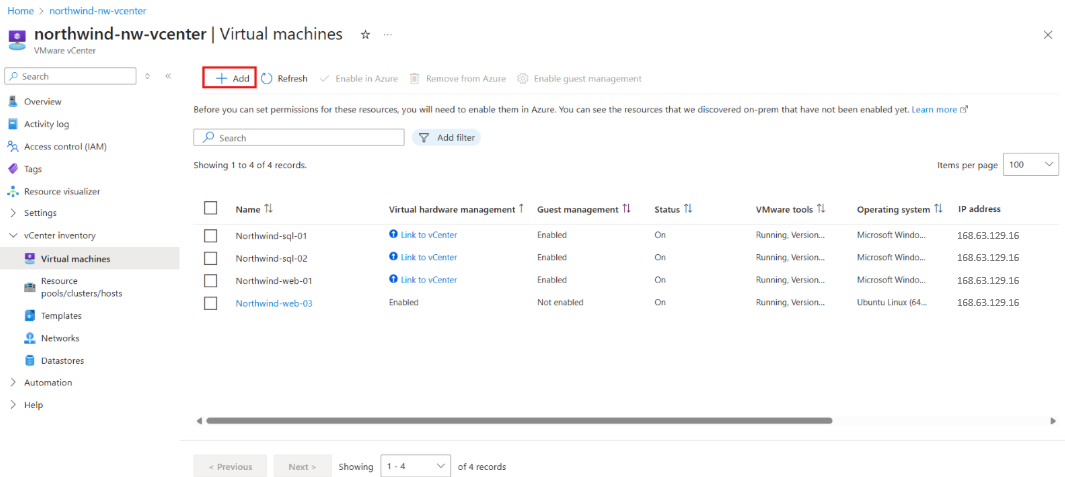 Home > northwind-nw-vcenter
northwind-nw-vcenter | Virtual machines
VMware vCenter
Search
Overview
Activity log
Access control (IAM)
Tags
Resource visualizer
Settings
vCenter inventory
Virtual machines
Resource
pools/clusters/hosts
Templates
Networks
Datastores
Automation
Help
Add Refresh Enable in Azure Remove from Azure Enable guest management
Before you can set permissions for these resources, you will need to enable them in Azure. You can see the resources that we discovered on-prem that have not been enabled yet. Learn more
Search Add filter
Showing 1 to 4 of 4 records. Items per page 100
Name Virtual hardware management Guest management Status VMware tools Operating system IP address
Northwind-sql-01 Link to vCenter Enabled On Running, Version... Microsoft Windo... 168.63.129.16
Northwind-sql-02 Link to vCenter Enabled On Running, Version... Microsoft Windo... 168.63.129.16
Northwind-web-01 Link to vCenter Enabled On Running, Version... Microsoft Windo... 168.63.129.16
Northwind-web-03 Enabled Not enabled On Running, Version... Ubuntu Linux (64... 168.63.129.16
< Previous Next > Showing 1 - 4 of 4 records